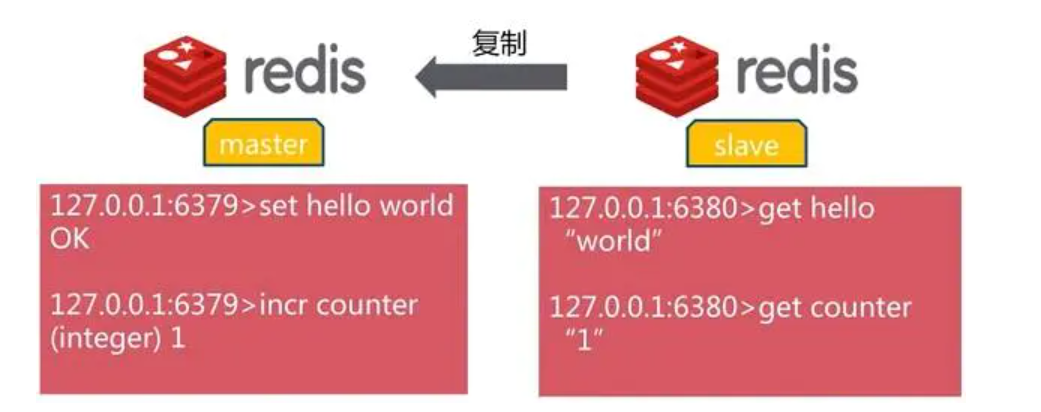 复制
redis
redis
master
slave
127.0.0.1:6379>set hello world
OK
127.0.0.1:6379>incr counter
(integer) 1
127.0.0.1:6380>get hello
“world”
127.0.0.1:6380>get counter
“1”